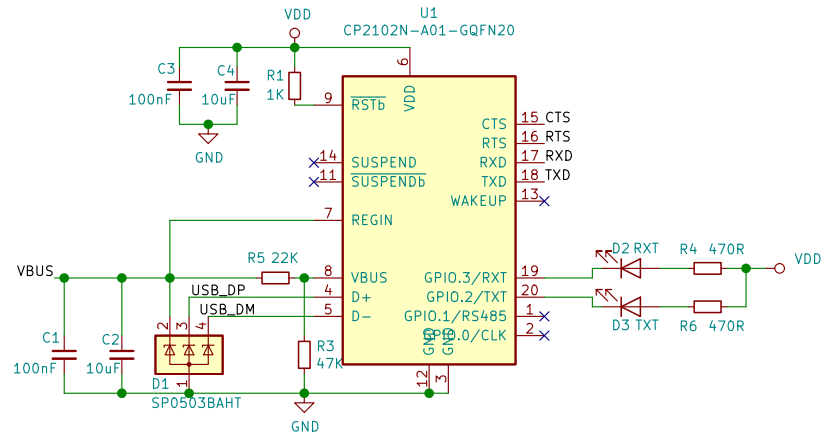 VDD
U1
CP2102N-A01-GQFN20
C3
100nF
C4
10uF
R1
1K
GND
6
VDD
9
RSTb
14
SUSPEND
11
SUSPENDb
7
REGIN
CTS
15
CTS
RTS
16
RTS
RXD
17
RXD
TXD
18
TXD
WAKEUP
13
VBUS
R5 22K
8
VBUS
USB_DP
4
D+
USB_DM
5
D-
GPIO.3/RXT
19
GPIO.2/TXT
20
GPIO.1/RS485
1
GPIO.0/CLK
2
D2 RXT
R4 470R
VDD
D3 TXT
R6 470R
C1
100nF
C2
10uF
2
3
4
1
D1
SP0503BAHT
R3
47K
GND
GND
12
3
GND